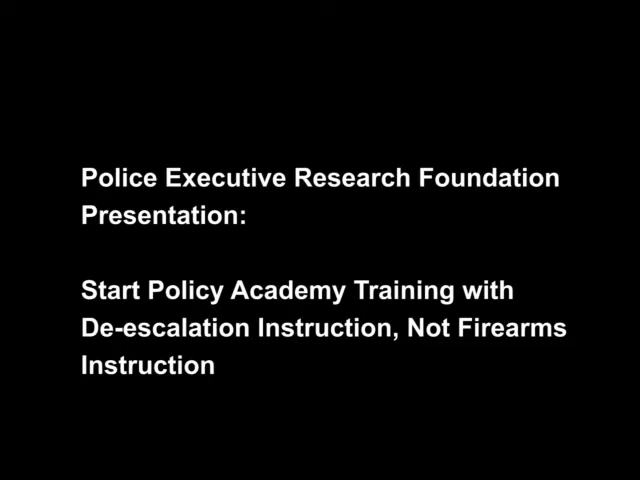 Police Executive Research Foundation
Presentation:
Start Policy Academy Training with
De-escalation Instruction, Not Firearms
Instruction